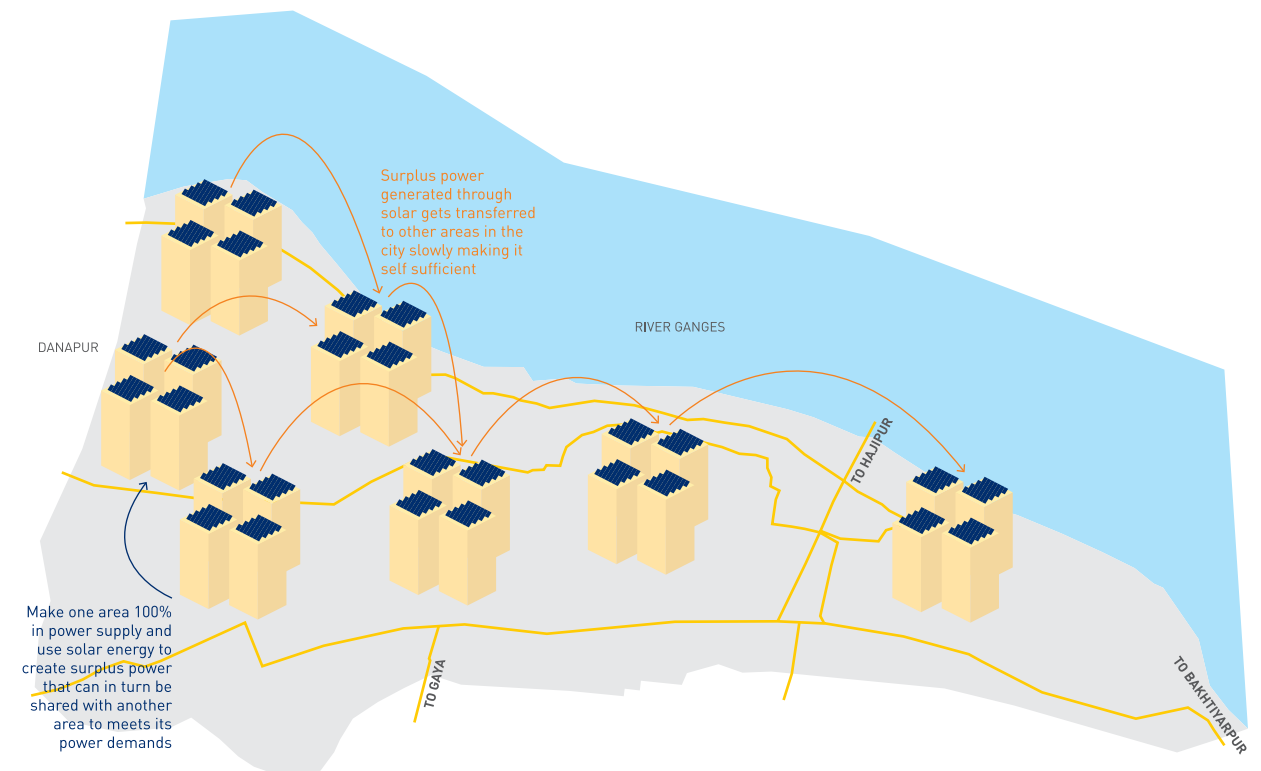 Surplus power
generated through
solar gets transferred
to other areas in the
city slowly making it
self sufficient
RIVER GANGES
DANAPUR
TO HAJIPUR
Make one area 100%
in power supply and
use solar energy to
create surplus power
that can in turn be
shared with another
area to meets its
power demands
TO GAYA
TO BAKHTIYARPUR